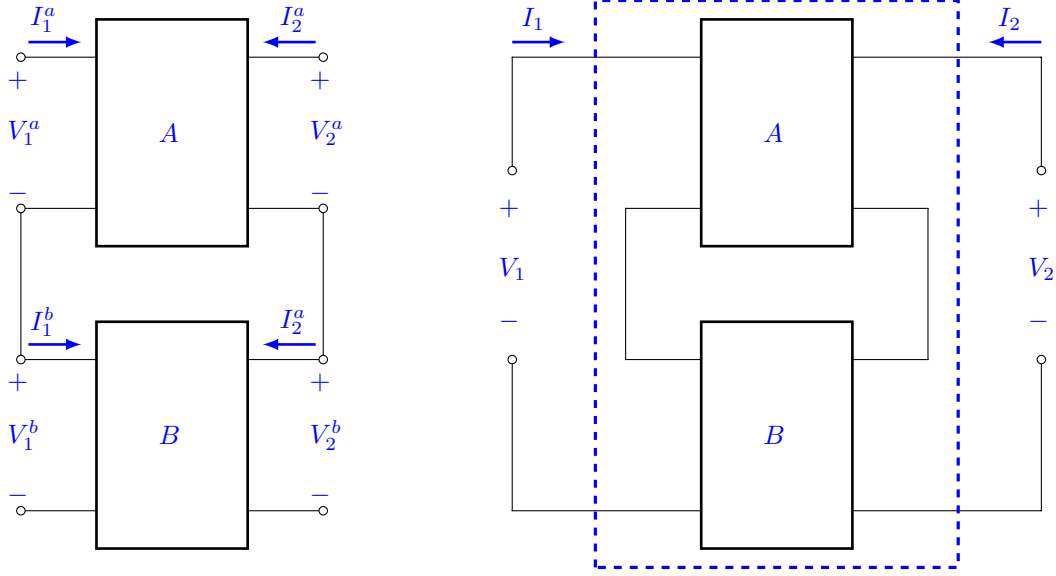 I_1^a I_2^a
+ +
V_1^a A V_2^a
− −
I_1^b I_2^a
+ +
V_1^b B V_2^b
− −
I_1 I_2
A
+ +
V_1 V_2
− −
B